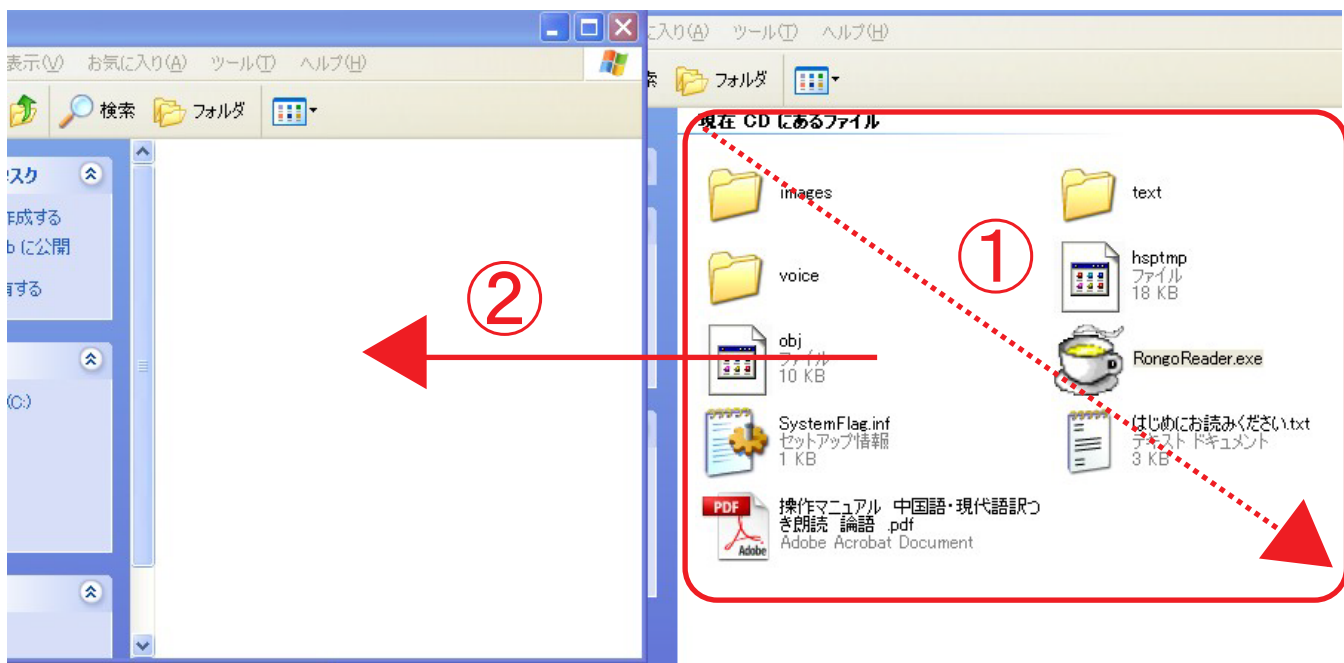 表示(V) お気に入り(A) ツール(T) ヘルプ(H)
検索 フォルダ
スク
作成する
b に公開
有する
(C:)
②
に入り(A) ツール(T) ヘルプ(H)
索 フォルダ
現在 CD にあるファイル
images
text
①
voice
hsptmp
ファイル
18 KB
obj
ファイル
10 KB
RongoReader.exe
SystemFlag.inf
セットアップ情報
1 KB
はじめにお読みください.txt
テキスト ドキュメント
3 KB
PDF
Adobe
操作マニュアル 中国語・現代語訳つ
き朗読 論語 .pdf
Adobe Acrobat Document